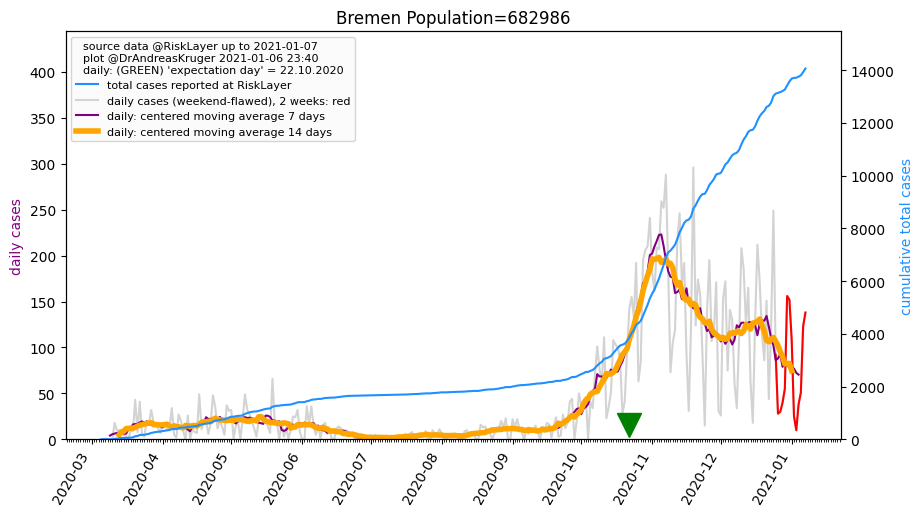 Bremen Population=682986
source data @RiskLayer up to 2021-01-07
plot @DrAndreasKruger 2021-01-06 23:40
daily: (GREEN) 'expectation day' = 22.10.2020
total cases reported at RiskLayer
daily cases (weekend-flawed), 2 weeks: red
daily: centered moving average 7 days
daily: centered moving average 14 days
daily cases
400
350
300
250
200
150
100
50
0
cumulative total cases
14000
12000
10000
8000
6000
4000
2000
0
2020-03
2020-04
2020-05
2020-06
2020-07
2020-08
2020-09
2020-10
2020-11
2020-12
2021-01